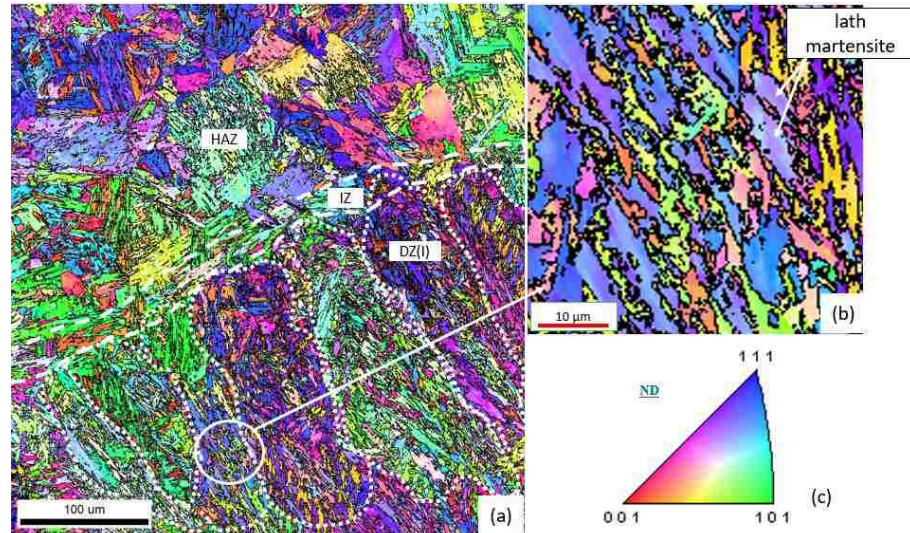 HAZ
IZ
DZ(I)
100 um
(a)
lath
martensite
10 µm
(b)
ND
1 1 1
0 0 1
1 0 1
(c)